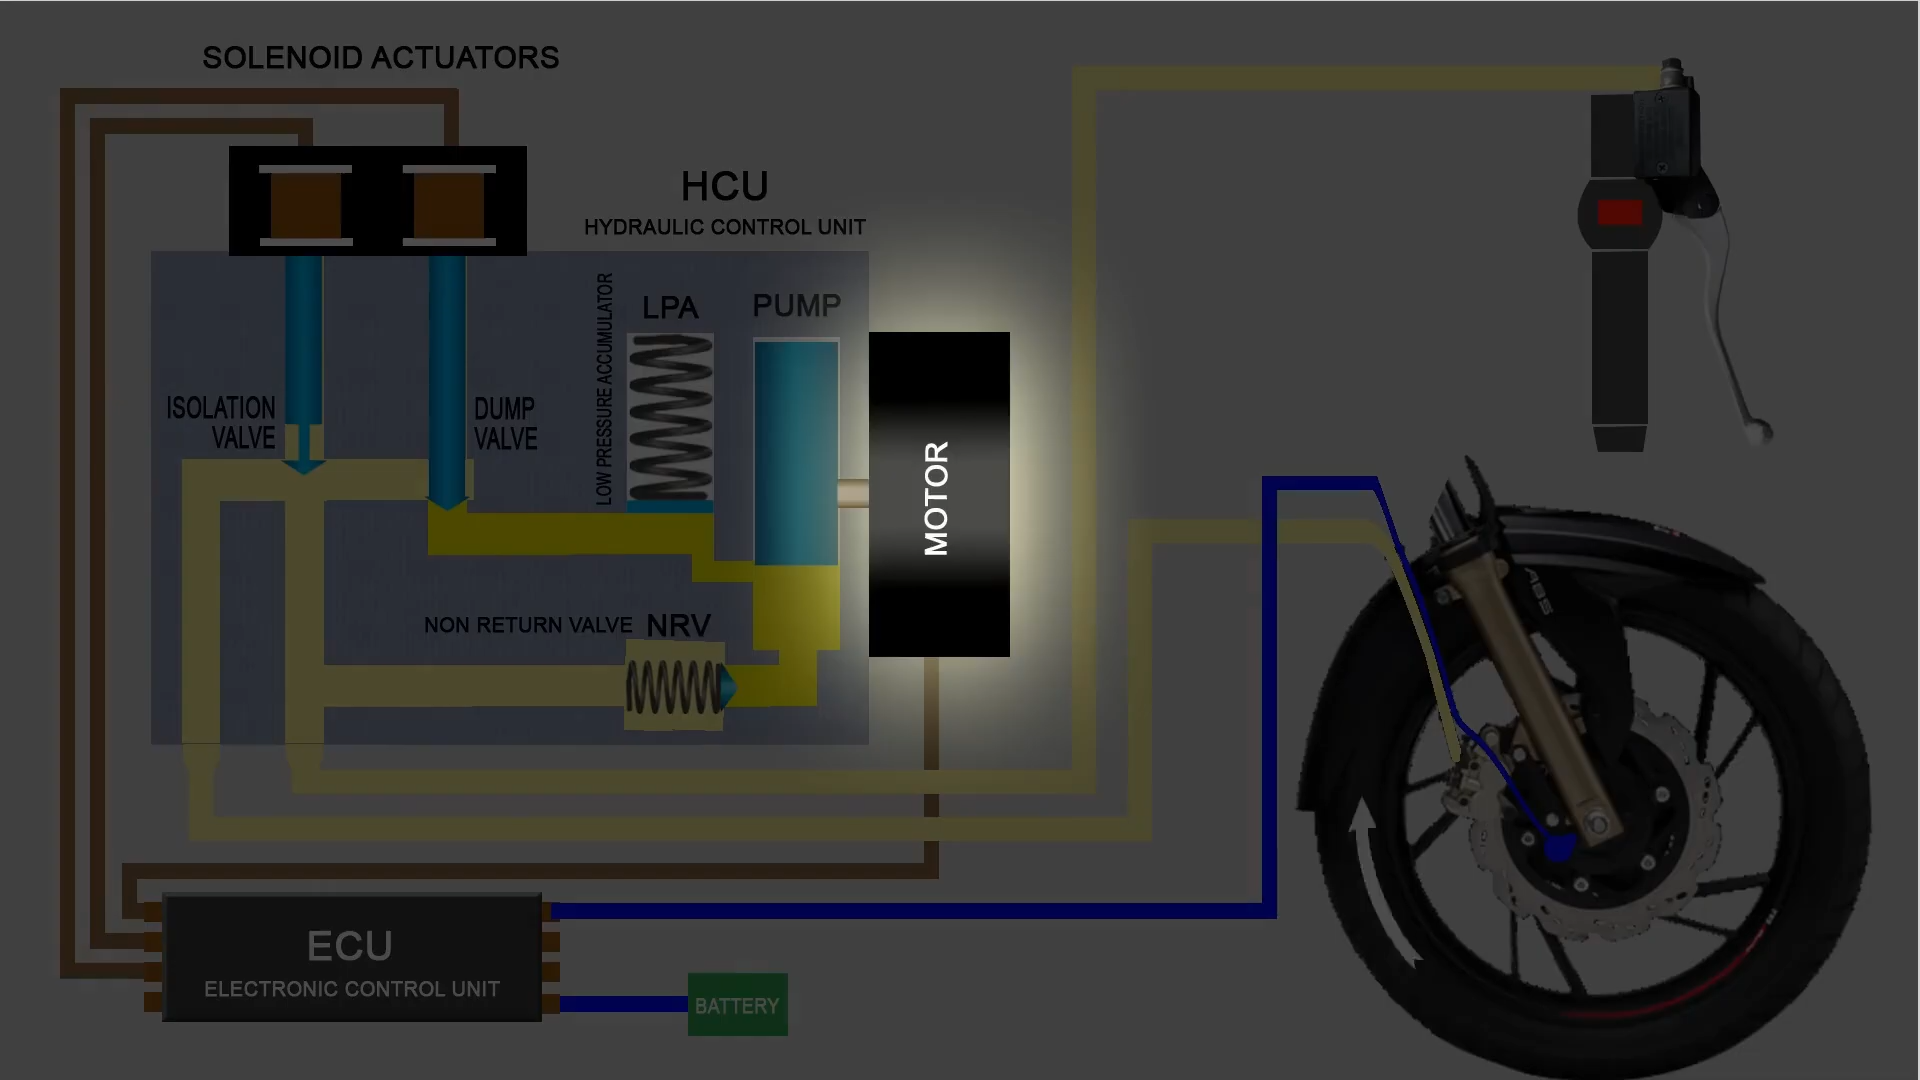 SOLENOID ACTUATORS
HCU
HYDRAULIC CONTROL UNIT
LOW PRESSURE ACCUMULATOR
LPA
PUMP
ISOLATION
VALVE
DUMP
VALVE
MOTOR
NON RETURN VALVE NRV
ABS
ECU
ELECTRONIC CONTROL UNIT
BATTERY